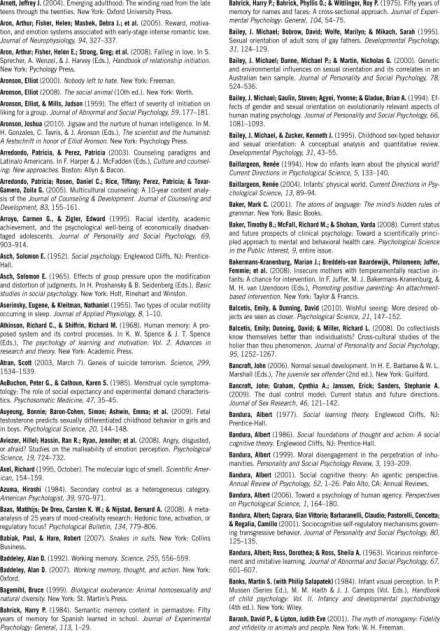 Arnett, Jeffrey J. (2004). Emerging adulthood. The winding road from the late
teens through the twenties. New York: Oxford University Press.
Aron, Arthur; Fisher, Helen; Mashek, Debra J.; et al. (2005). Reward, motiva-
tion, and emotion systems associated with early-stage intense romantic love.
Journal of Neurophysiology, 94, 327–337.
Aron, Arthur; Fisher, Helen E.; Strong, Greg; et al. (2008). Falling in love. In S.
Sprecher, A. Wenzel, & J. Harvey (Eds.), Handbook of relationship initiation.
New York: Pychology Press.
Aronson, Elliot (2000). Nobody left to hate. New York: Freeman.
Aronson, Elliot (2008). The social animal (10th ed.). New York: Worth.
Aronson, Elliot, & Mills, Judson (1959). The effect of severity of initiation on
liking for a group. Journal of Abnormal and Social Psychology, 59, 177–181.
Aronson, Joshua (2010). Jigsaw and the nurture of human intelligence. In M.
H. Gonzales, C. Tavris, & J. Aronson (Eds.), The scientist and the humanist:
A festschrift in honor of Elliot Aronson. New York: Psychology Press.
Arredondo, Patricia, & Perez, Patricia (2003). Counseling paradigms and
Latina/o Americans. In F. Harper & J. McFadden (Eds.), Culture and counsel-
ing: New approaches. Boston: Allyn & Bacon.
Arredondo, Patricia; Rosen, Daniel C.; Rice, Tiffany; Perez, Patricia; & Tovar-
Gamero, Zoila G. (2005). Multicultural counseling: A 10-year content analy-
sis of the Journal of Counseling & Development. Journal of Counseling and
Development, 83, 155–161.
Arroyo, Carmen G., & Zigler, Edward (1995). Racial identity, academic
achievement, and the psychological well-being of economically disadvan-
taged adolescents. Journal of Personality and Social Psychology, 69,
903–914.
Asch, Solomon E. (1952). Social psychology. Englewood Cliffs, NJ: Prentice-
Hall.
Asch, Solomon E. (1965). Effects of group pressure upon the modification
and distortion of judgments. In H. Proshansky & B. Seidenberg (Eds.), Basic
studies in social psychology. New York: Holt, Rinehart and Winston.
Aserinsky, Eugene, & Kleitman, Nathaniel (1955). Two types of ocular motility
occurring in sleep. Journal of Applied Physiology, 8, 1–10.
Atkinson, Richard C., & Shiffrin, Richard M. (1968). Human memory: A pro-
posed system and its control processes. In K. W. Spence & J. T. Spence
(Eds.), The psychology of learning and motivation: Vol. 2. Advances in
research and theory. New York: Academic Press.
Atran, Scott (2003, March 7). Genesis of suicide terrorism. Science, 299,
1534–1539.
AuBuchon, Peter G., & Calhoun, Karen S. (1985). Menstrual cycle symptoma-
tology: The role of social expectancy and experimental demand characteris-
tics. Psychosomatic Medicine, 47, 35–45.
Auyeung, Bonnie; Baron-Cohen, Simon; Ashwin, Emma; et al. (2009). Fetal
testosterone predicts sexually differentiated childhood behavior in girls and
in boys. Psychological Science, 20, 144–148.
Aviezer, Hillel; Hassin, Ran R.; Ryan, Jennifer; et al. (2008). Angry, disgusted,
or afraid? Studies on the malleability of emotion perception. Psychological
Science, 19, 724–732.
Axel, Richard (1995, October). The molecular logic of smell. Scientific Amer-
ican, 154–159.
Azuma, Hiroshi (1984). Secondary control as a heterogeneous category.
American Psychologist, 39, 970–971.
Baas, Matthijs; De Dreu, Carsten K. W.; & Nijstad, Bernard A. (2008). A meta-
analysis of 25 years of mood-creativity research: Hedonic tone, activation, or
regulatory focus? Psychological Bulletin, 134, 779–806.
Babiak, Paul, & Hare, Robert (2007). Snakes in suits. New York: Collins
Business.
Baddeley, Alan D. (1992). Working memory. Science, 255, 556–559.
Baddeley, Alan D. (2007). Working memory, thought, and action. New York:
Oxford.
Bagemihl, Bruce (1999). Biological exuberance: Animal homosexuality and
natural diversity. New York: St. Martin's Press.
Bahrick, Harry P. (1984). Semantic memory content in permastore: Fifty
years of memory for Spanish learned in school. Journal of Experimental
Psychology: General, 113, 1–29.
Bahrick, Harry P.; Bahrick, Phyllis O.; & Wittlinger, Roy P. (1975). Fifty years of
memory for names and faces: A cross-sectional approach. Journal of Experi-
mental Psychology: General, 104, 54–75.
Bailey, J. Michael; Bobrow, David; Wolfe, Marilyn; & Mikach, Sarah (1995).
Sexual orientation of adult sons of gay fathers. Developmental Psychology,
31, 124–129.
Bailey, J. Michael; Dunne, Michael P.; & Martin, Nicholas G. (2000). Genetic
and environmental influences on sexual orientation and its correlates in an
Australian twin sample. Journal of Personality and Social Psychology, 78,
524–536.
Bailey, J. Michael; Gaulin, Steven; Agyei, Yvonne; & Gladue, Brian A. (1994). Ef-
fects of gender and sexual orientation on evolutionarily relevant aspects of
human mating psychology. Journal of Personality and Social Psychology, 66,
1081–1093.
Bailey, J. Michael, & Zucker, Kenneth J. (1995). Childhood sex-typed behavior
and sexual orientation: A conceptual analysis and quantitative review.
Developmental Psychology, 31, 43–55.
Baillargeon, Renée (1994). How do infants learn about the physical world?
Current Directions in Psychological Science, 5, 133–140.
Baillargeon, Renée (2004). Infants' physical world. Current Directions in Psy-
chological Science, 13, 89–94.
Baker, Mark C. (2001). The atoms of language: The mind's hidden rules of
grammar. New York: Basic Books.
Baker, Timothy B.; McFall, Richard M.; & Shoham, Varda (2008). Current status
and future prospects of clinical psychology: Toward a scientifically princi-
pled approach to mental and behavioral health care. Psychological Science
in the Public Interest, 9, entire issue.
Bakermans-Kranenburg, Marian J.; Breddels-van Baardewijk, Philomeen; Juffer,
Femmie; et al. (2008). Insecure mothers with temperamentally reactive in-
fants: A chance for intervention. In F. Juffer, M. J. Bakermans-Kranenburg, &
M. H. van IJzendoorn (Eds.), Promoting positive parenting: An attachment-
based intervention. New York: Taylor & Francis.
Balcetis, Emily, & Dunning, David (2010). Wishful seeing: More desired ob-
jects are seen as closer. Psychological Science, 21, 147–152.
Balcetis, Emily; Dunning, David; & Miller, Richard L. (2008). Do collectivists
know themselves better than individualists? Cross-cultural studies of the
holier than thou phenomenon. Journal of Personality and Social Psychology,
95, 1252–1267.
Bancroft, John (2006). Normal sexual development. In H. E. Barbaree & W. L.
Marshall (Eds.), The juvenile sex offender (2nd ed.). New York: Guilford.
Bancroft, John; Graham, Cynthia A.; Janssen, Erick; Sanders, Stephanie A.
(2009). The dual control model: Current status and future directions.
Journal of Sex Research, 46, 121–142.
Bandura, Albert (1977). Social learning theory. Englewood Cliffs, NJ:
Prentice-Hall.
Bandura, Albert (1986). Social foundations of thought and action: A social
cognitive theory. Englewood Cliffs, NJ: Prentice-Hall.
Bandura, Albert (1999). Moral disengagement in the perpetration of inhu-
manities. Personality and Social Psychology Review, 3, 193–209.
Bandura, Albert (2001). Social cognitive theory: An agentic perspective.
Annual Review of Psychology, 52, 1–26. Palo Alto, CA: Annual Reviews.
Bandura, Albert (2006). Toward a psychology of human agency. Perspectives
on Psychological Science, 1, 164–180.
Bandura, Albert; Caprara, Gian Vittorio; Barbaranelli, Claudio; Pastorelli, Concetta;
& Regalia, Camillo (2001). Sociocognitive self-regulatory mechanisms govern-
ing transgressive behavior. Journal of Personality and Social Psychology, 80,
125–135.
Bandura, Albert; Ross, Dorothea; & Ross, Sheila A. (1963). Vicarious reinforce-
ment and imitative learning. Journal of Abnormal and Social Psychology, 67,
601–607.
Banks, Martin S. (with Philip Salapatek) (1984). Infant visual perception. In P.
Mussen (Series Ed.), M. M. Haith & J. J. Campos (Vol. Eds.), Handbook
of child psychology: Vol. II. Infancy and developmental psychobiology
(4th ed.). New York: Wiley.
Barash, David P., & Lipton, Judith Eve (2001). The myth of monogamy: Fidelity
and infidelity in animals and people. New York: W. H. Freeman.